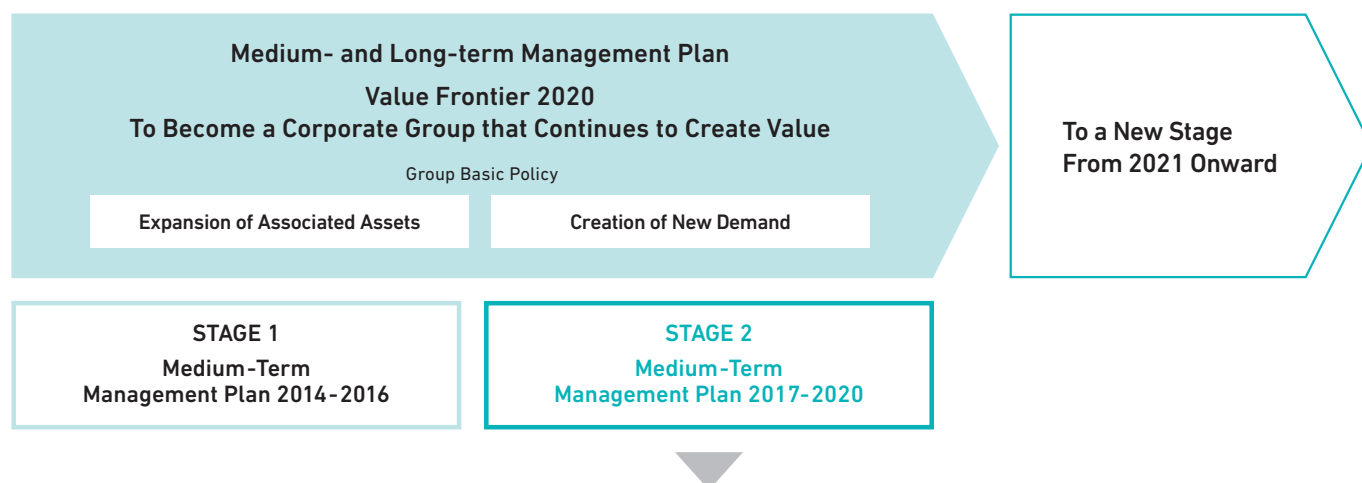 Medium- and Long-term Management Plan
Value Frontier 2020
To Become a Corporate Group that Continues to Create Value
Group Basic Policy
Expansion of Associated Assets
Creation of New Demand
To a New Stage
From 2021 Onward
STAGE 1
Medium-Term
Management Plan 2014-2016
STAGE 2
Medium-Term
Management Plan 2017-2020